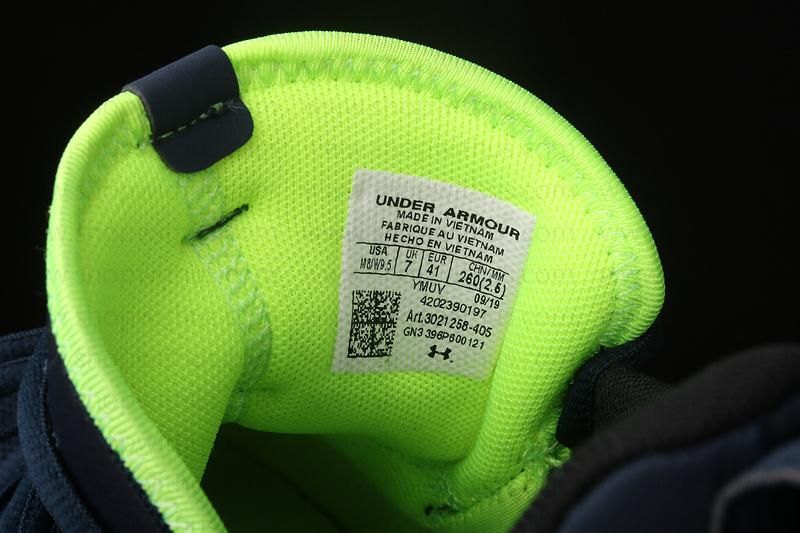 UNDER ARMOUR
MADE IN VIETNAM
FABRIQUE AU VIETNAM
HECHO EN VIETNAM
USA UK EUR CHN/MM
M8/W9.5 7 41 260(2.5)
YMUV 09/19
4202390197
Art.3021258-405
GN3396P600121